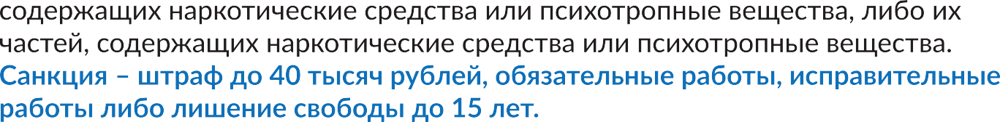 содержащих наркотические средства или психотропные вещества, либо их
частей, содержащих наркотические средства или психотропные вещества.
Санкция – штраф до 40 тысяч рублей, обязательные работы, исправительные
работы либо лишение свободы до 15 лет.